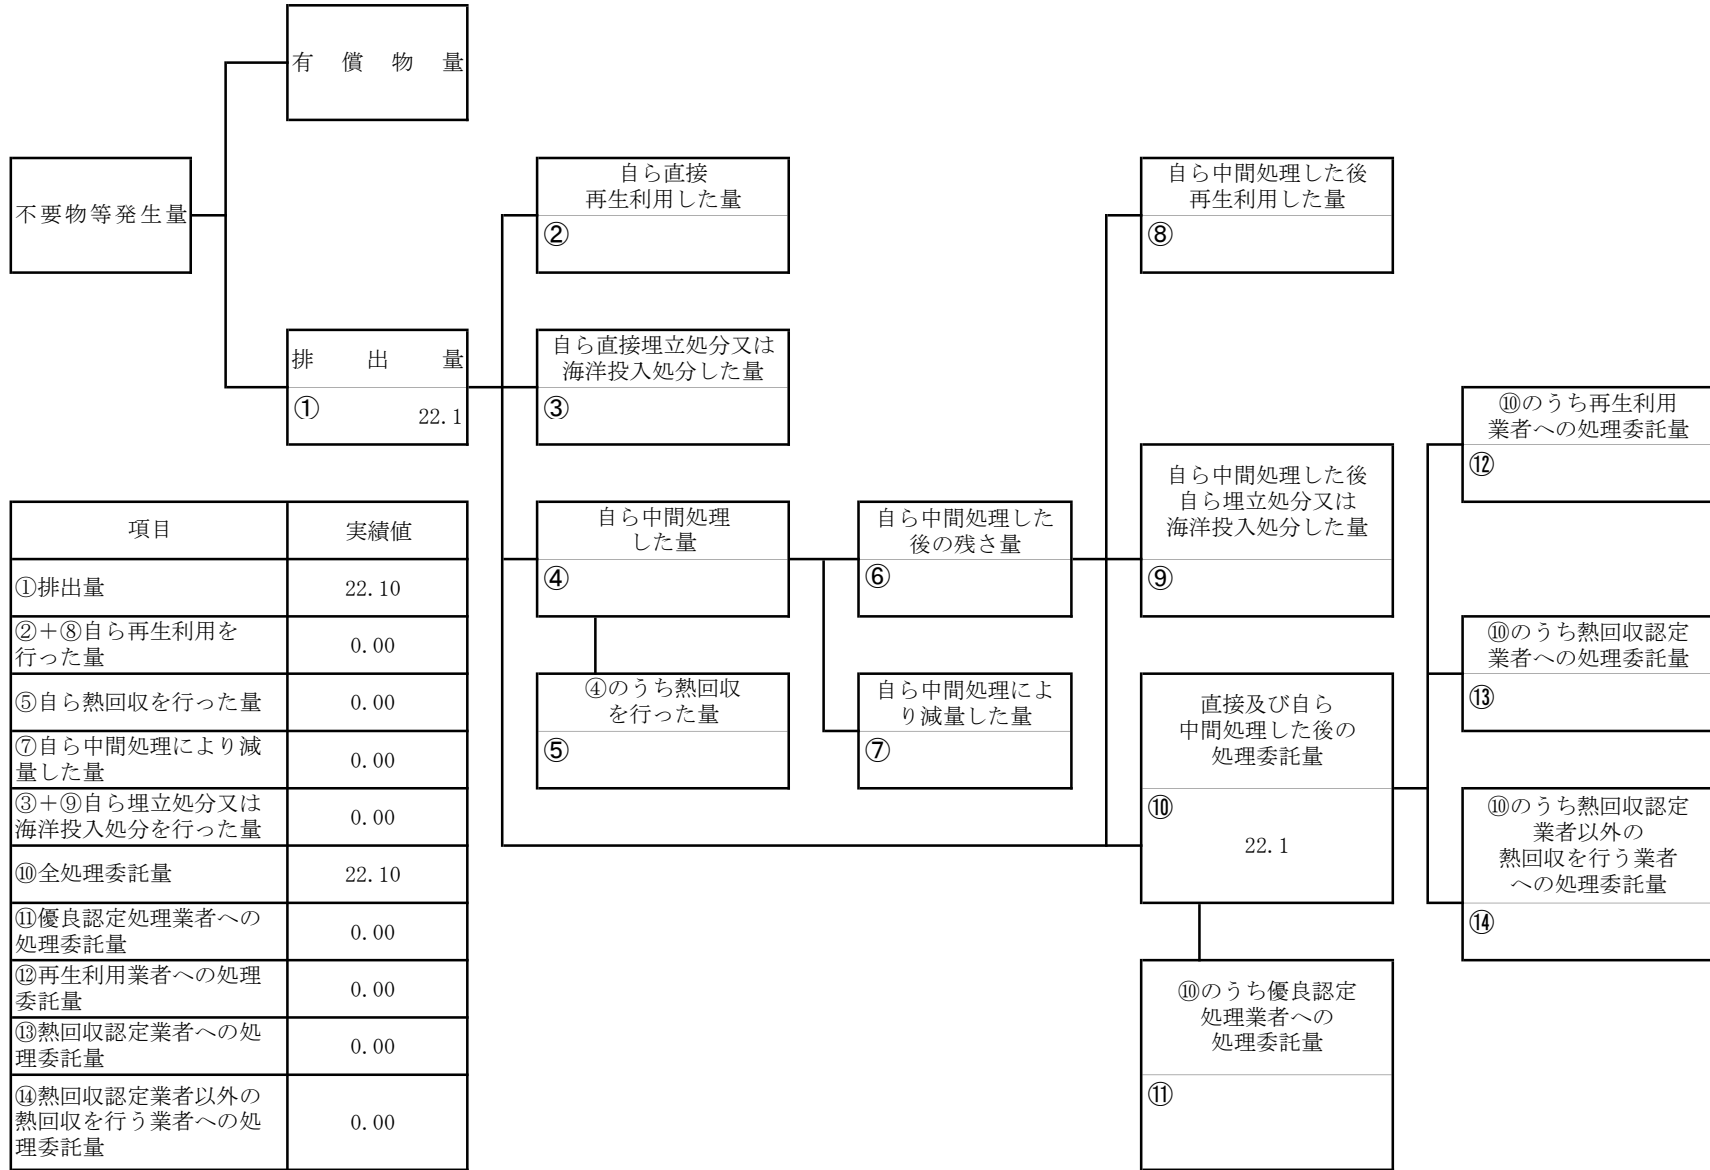 有償物量
不要物等発生量
排出量
①
22.1
自ら直接
再生利用した量
②
自ら直接埋立処分又は
海洋投入処分した量
③
自ら中間処理
した量
④
④のうち熱回収
を行った量
⑤
自ら中間処理した
後の残さ量
⑥
自ら中間処理によ
り減量した量
⑦
自ら中間処理した後
再生利用した量
⑧
自ら中間処理した後
自ら埋立処分又は
海洋投入処分した量
⑨
直接及び自ら
中間処理した後の
処理委託量
⑩
22.1
⑩のうち優良認定
処理業者への
処理委託量
⑪
⑩のうち再生利用
業者への処理委託量
⑫
⑩のうち熱回収認定
業者への処理委託量
⑬
⑩のうち熱回収認定
業者以外の
熱回収を行う業者
への処理委託量
⑭
項目 実績値
①排出量 22.10
②+⑧自ら再生利用を
行った量 0.00
⑤自ら熱回収を行った量 0.00
⑦自ら中間処理により減
量した量 0.00
③+⑨自ら埋立処分又は
海洋投入処分を行った量 0.00
⑩全処理委託量 22.10
⑪優良認定処理業者への
処理委託量 0.00
⑫再生利用業者への処理
委託量 0.00
⑬熱回収認定業者への処
理委託量 0.00
⑭熱回収認定業者以外の
熱回収を行う業者への処
理委託量 0.00